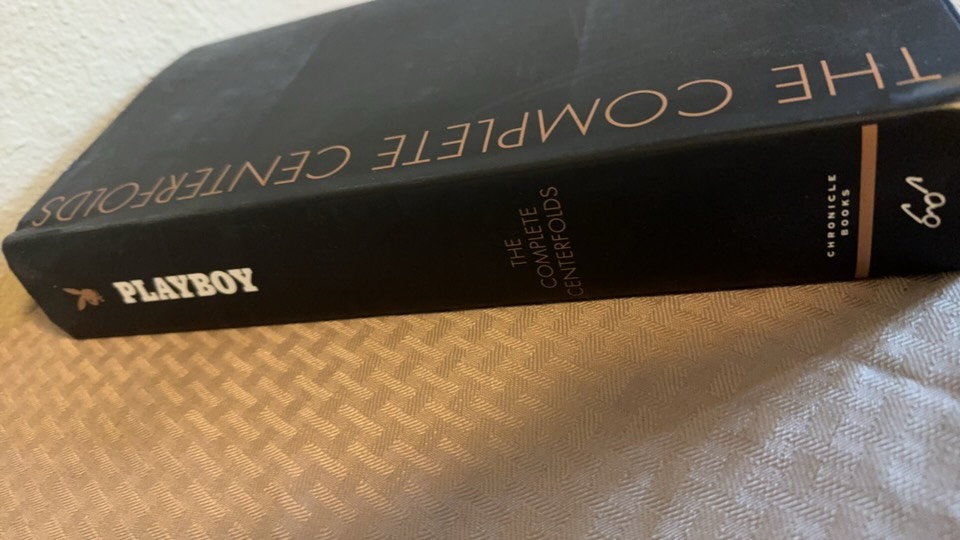 THE COMPLETE CENTERFOLDS
PLAYBOY
THE
COMPLETE
CENTERFOLDS
CHRONICLE
BOOKS